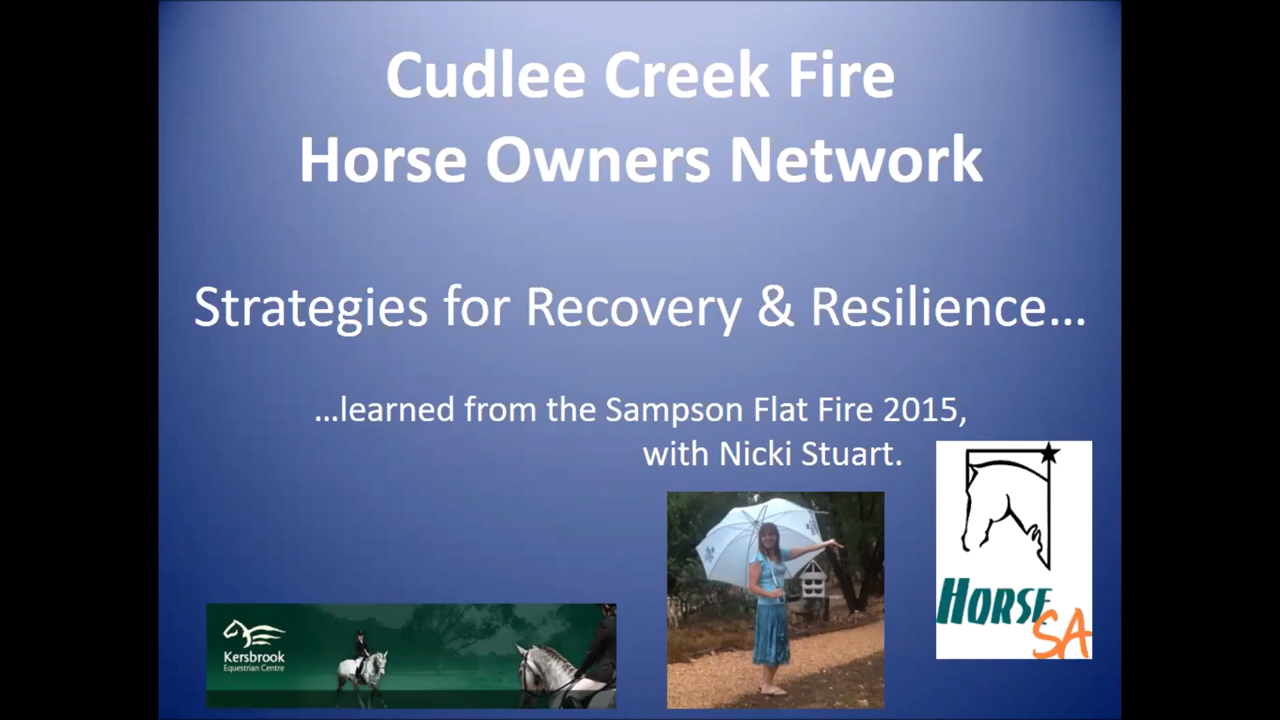 Cudlee Creek Fire
Horse Owners Network
Strategies for Recovery & Resilience...
...learned from the Sampson Flat Fire 2015,
with Nicki Stuart.
Kersbrook
Equestrian Centre
HORSE
SA